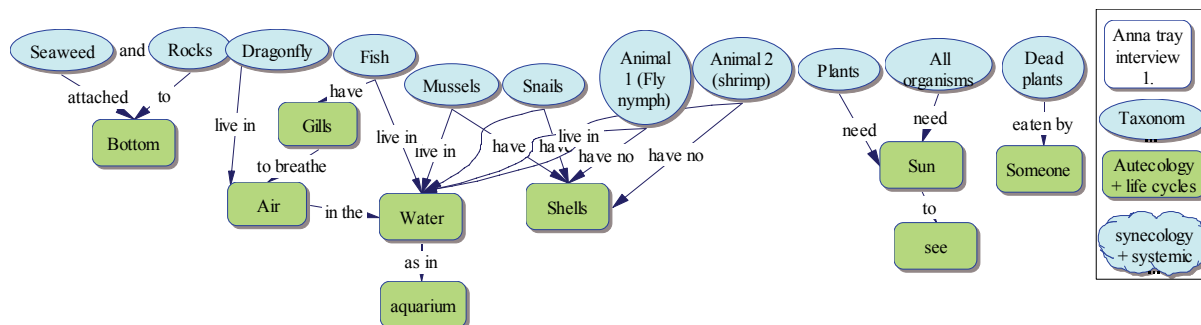 Seaweed
and
Rocks
Dragonfly
Fish
Mussels
Snails
Animal
1 (Fly
nymph)
Animal 2
(shrimp)
Plants
All
organisms
Dead
plants
Anna tray
interview
1.
attached
to
have
Gills
live in
Bottom
to breathe
live in
live in
live in
have
have
have no
have no
need
need
eaten by
Taxonom
Sun
Someone
Autecology
+ life cycles
Air
in the
Water
Shells
to
see
as in
aquarium
synecology
+ systemic